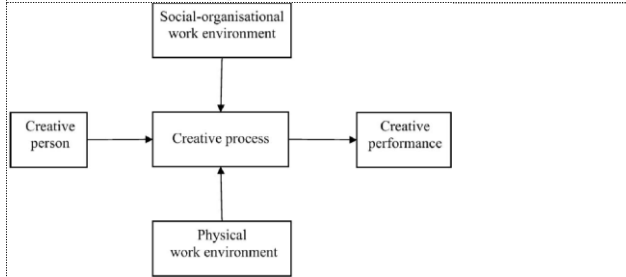 Social-organisational
work environment
Creative
person
Creative process
Creative
performance
Physical
work environment